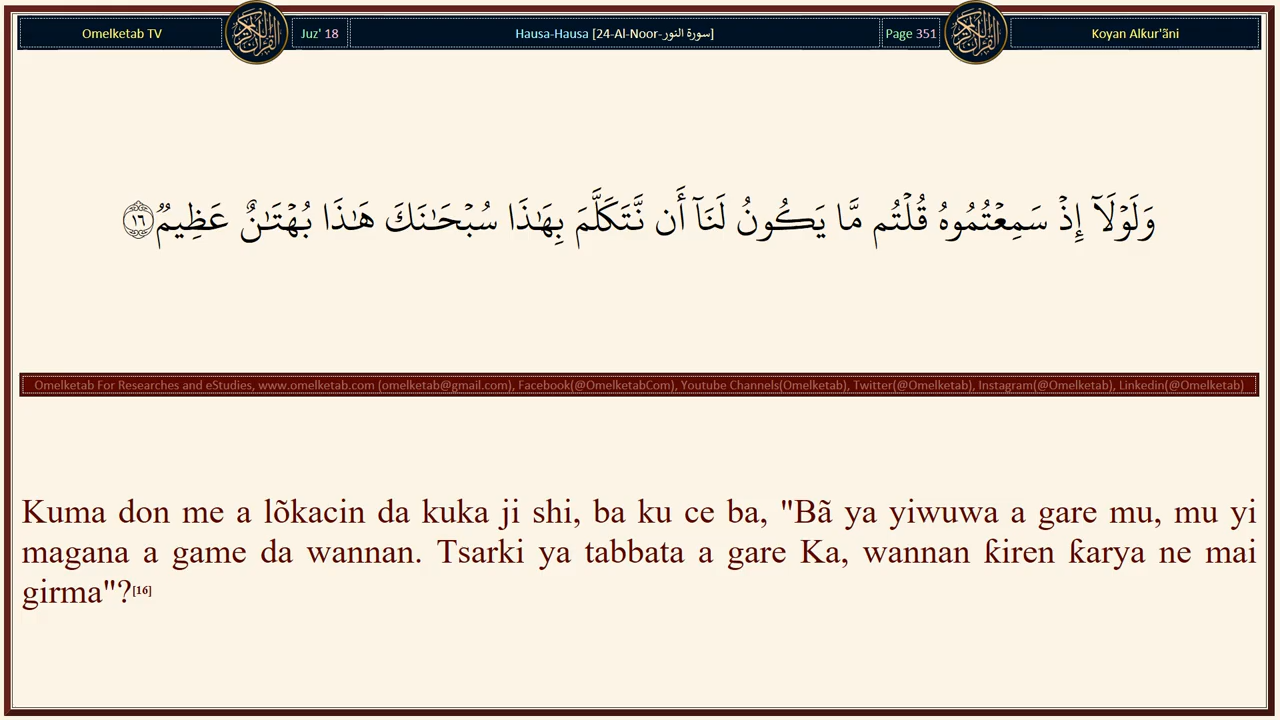 Omelketab TV
Juz' 18
Hausa-Hausa [24-Al-Noor-سورة النور]
Page 351
Koyan Alƙur'ãni
وَلَوۡلَآ إِذۡ سَمِعۡتُمُوهُ قُلۡتُم مَّا يَكُونُ لَنَآ أَن نَّتَكَلَّمَ بِهَٰذَا سُبۡحَٰنَكَ هَٰذَا بُهۡتَٰنٌ عَظِيمٞ ١٦
Omelketab For Researches and eStudies, www.omelketab.com (omelketab@gmail.com), Facebook(@OmelketabCom), Youtube Channels(Omelketab), Twitter(@Omelketab), Instagram(@Omelketab), Linkedin(@Omelketab)
Kuma don me a lõkacin da kuka ji shi, ba ku ce ba, "Bã ya yiwuwa a gare mu, mu yi
magana a game da wannan. Tsarki ya tabbata a gare Ka, wannan ƙiren ƙarya ne mai
girma"?[16]